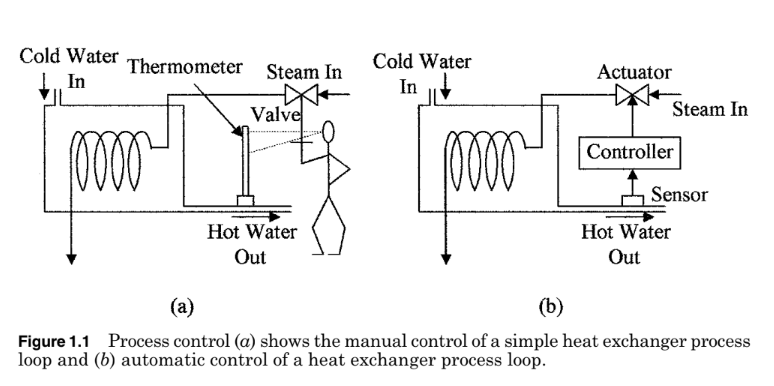 Cold Water
In
Thermometer
Steam In
Valve
Hot Water
Out
(a)
Cold Water
In
Actuator
Steam In
Controller
Sensor
Hot Water
Out
(b)
Figure 1.1 Process control (a) shows the manual control of a simple heat exchanger process
loop and (b) automatic control of a heat exchanger process loop.